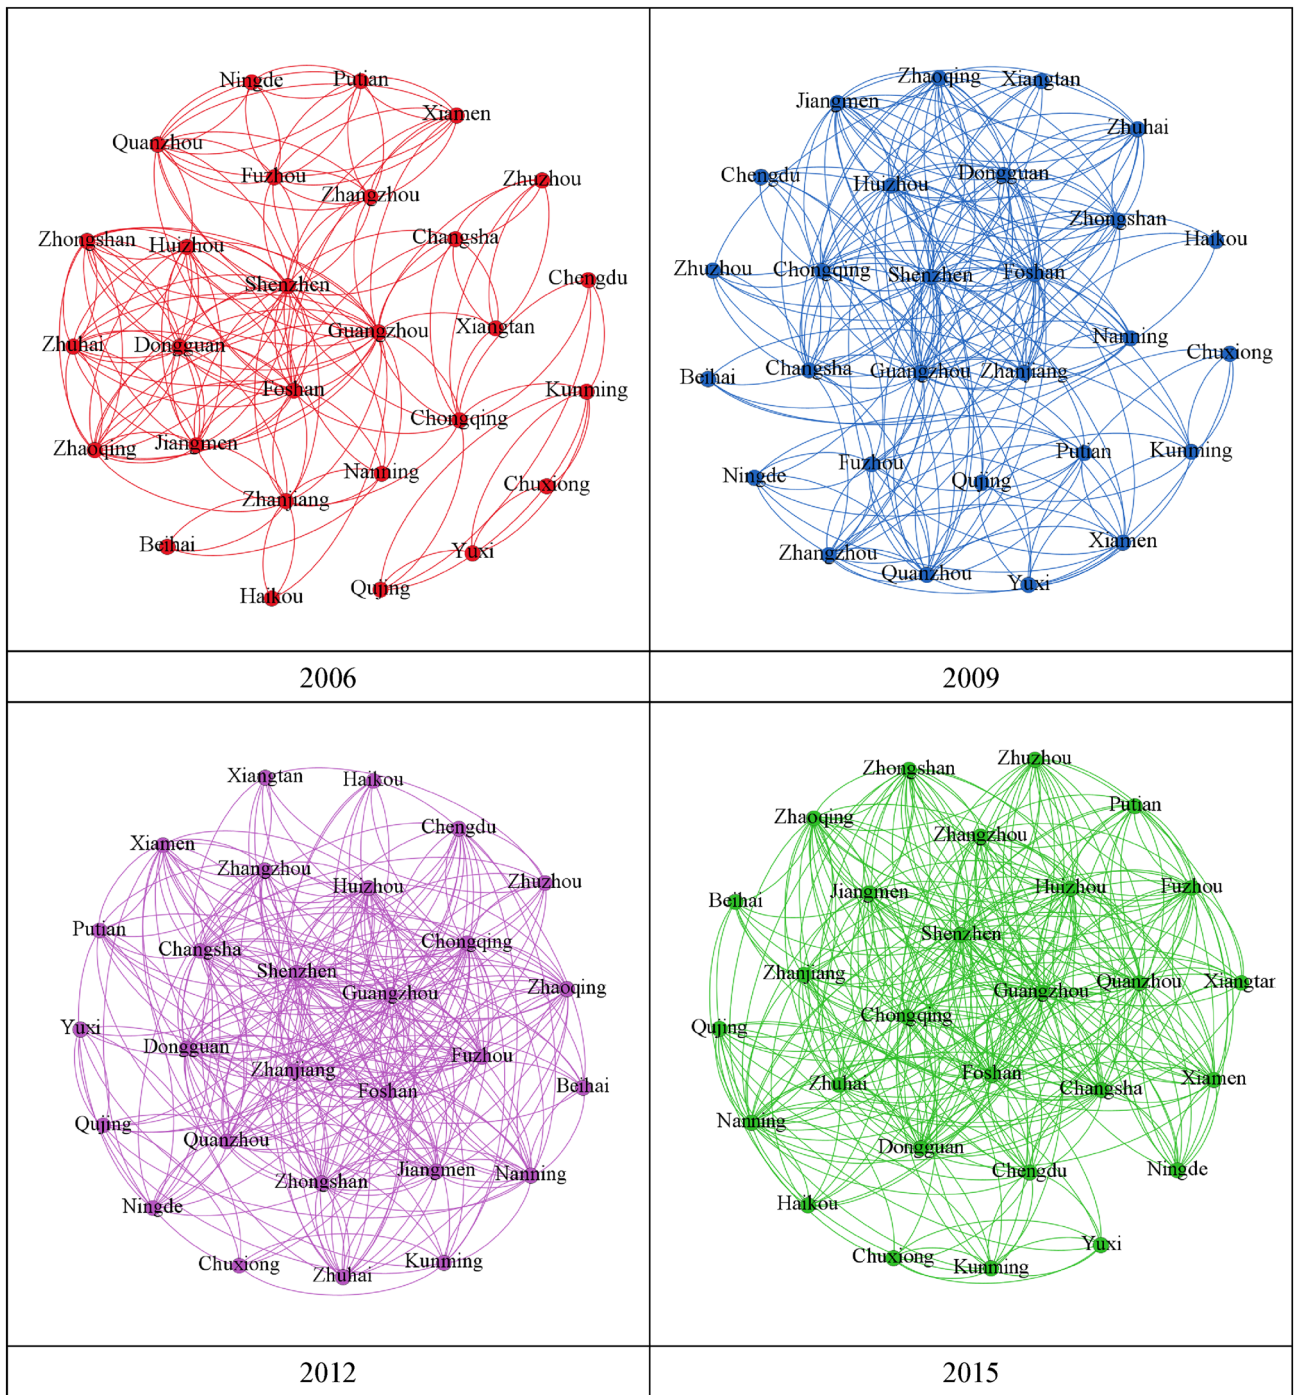 Ningde
Putian
Xiamen
Quanzhou
Fuzhou
Zhangzhou
Zhuzhou
Zhongshan
Huizhou
Changsha
Shenzhen
Chengdu
Guangzhou
Xiangtan
Zhuhai
Dongguan
Foshan
Kunming
Chongqing
Zhaoqing
Jiangmen
Nanning
Zhanjiang
Chuxiong
Beihai
Yuxi
Haikou
Qujing
2006
Zhaoqing
Xiangtan
Jiangmen
Zhuhai
Chengdu
Huizhou
Dongguan
Zhongshan
Haikou
Zhuzhou
Chongqing
Shenzhen
Foshan
Nanning
Chuxiong
Beihai
Changsha
Guangzhou
Zhanjiang
Putian
Kunming
Ningde
Fuzhou
Qujing
Xiamen
Zhangzhou
Quanzhou
Yuxi
2009
Xiangtan
Haikou
Chengdu
Xiamen
Zhangzhou
Huizhou
Zhuzhou
Putian
Changsha
Chongqing
Shenzhen
Guangzhou
Zhaoqing
Yuxi
Dongguan
Fuzhou
Zhanjiang
Foshan
Beihai
Qujing
Quanzhou
Zhongshan
Jiangmen
Nanning
Ningde
Chuxiong
Zhuhai
Kunming
2012
Zhongshan
Zhuzhou
Zhaoqing
Zhangzhou
Putian
Beihai
Jiangmen
Huizhou
Fuzhou
Shenzhen
Zhanjiang
Guangzhou
Quanzhou
Xiangtar
Qujing
Chongqing
Zhuhai
Foshan
Changsha
Xiamen
Nanning
Dongguan
Chengdu
Ningde
Haikou
Chuxiong
Kunming
Yuxi
2015